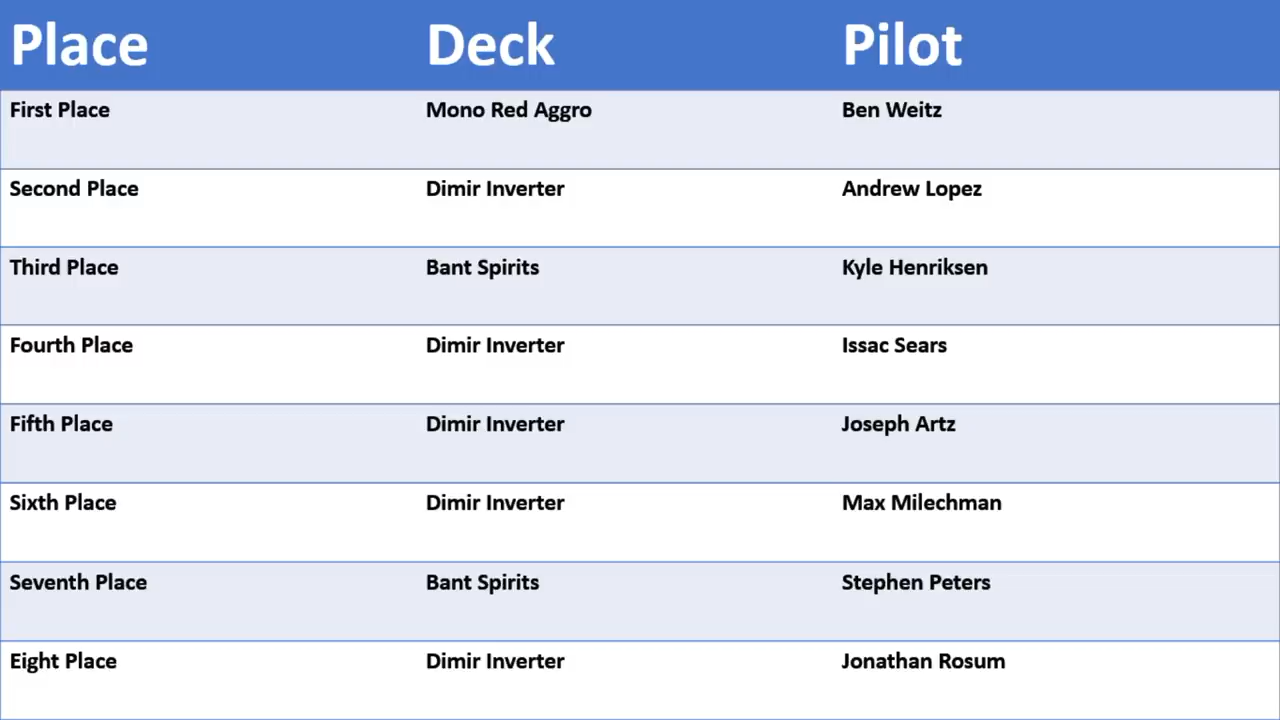 Place Deck Pilot
First Place Mono Red Aggro Ben Weitz
Second Place Dimir Inverter Andrew Lopez
Third Place Bant Spirits Kyle Henriksen
Fourth Place Dimir Inverter Issac Sears
Fifth Place Dimir Inverter Joseph Artz
Sixth Place Dimir Inverter Max Milechman
Seventh Place Bant Spirits Stephen Peters
Eight Place Dimir Inverter Jonathan Rosum